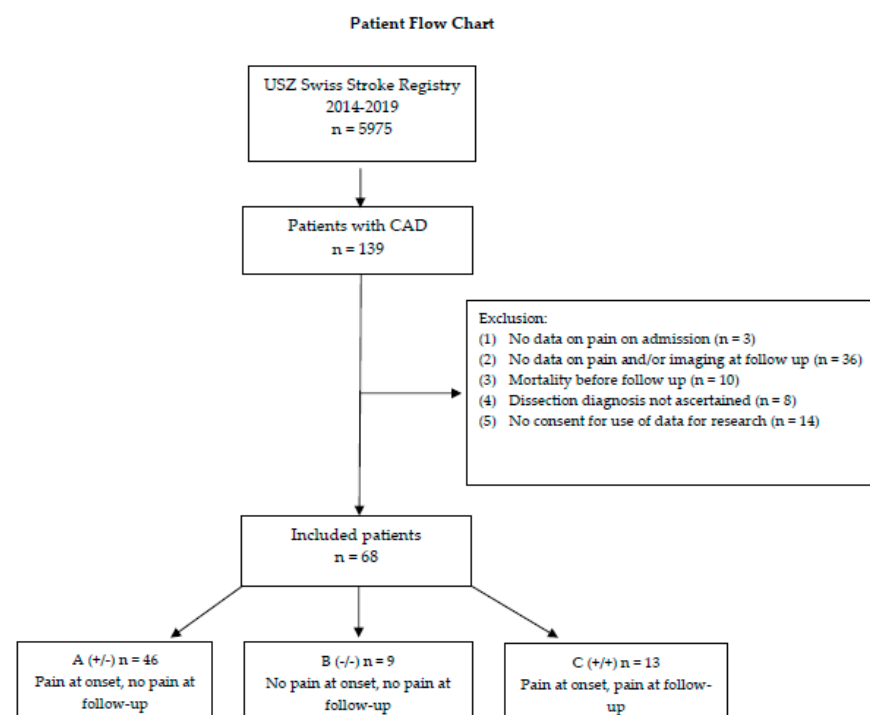 Patient Flow Chart
USZ Swiss Stroke Registry
2014-2019
n = 5975
Patients with CAD
n = 139
Exclusion:
(1) No data on pain on admission (n = 3)
(2) No data on pain and/or imaging at follow up (n = 36)
(3) Mortality before follow up (n = 10)
(4) Dissection diagnosis not ascertained (n = 8)
(5) No consent for use of data for research (n = 14)
Included patients
n = 68
A (+/-) n = 46
Pain at onset, no pain at
follow-up
B (-/-) n = 9
No pain at onset, no pain at
follow-up
C (+/+) n = 13
Pain at onset, pain at follow-
up